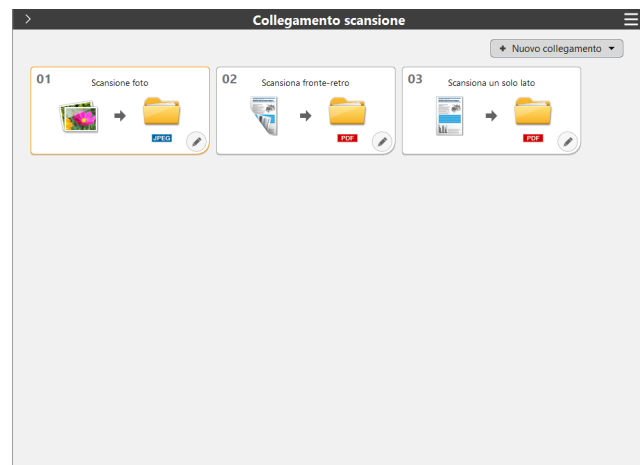 Collegamento scansione
+ Nuovo collegamento
01 Scansione foto
JPEG
02 Scansiona fronte-retro
PDF
03 Scansiona un solo lato
PDF